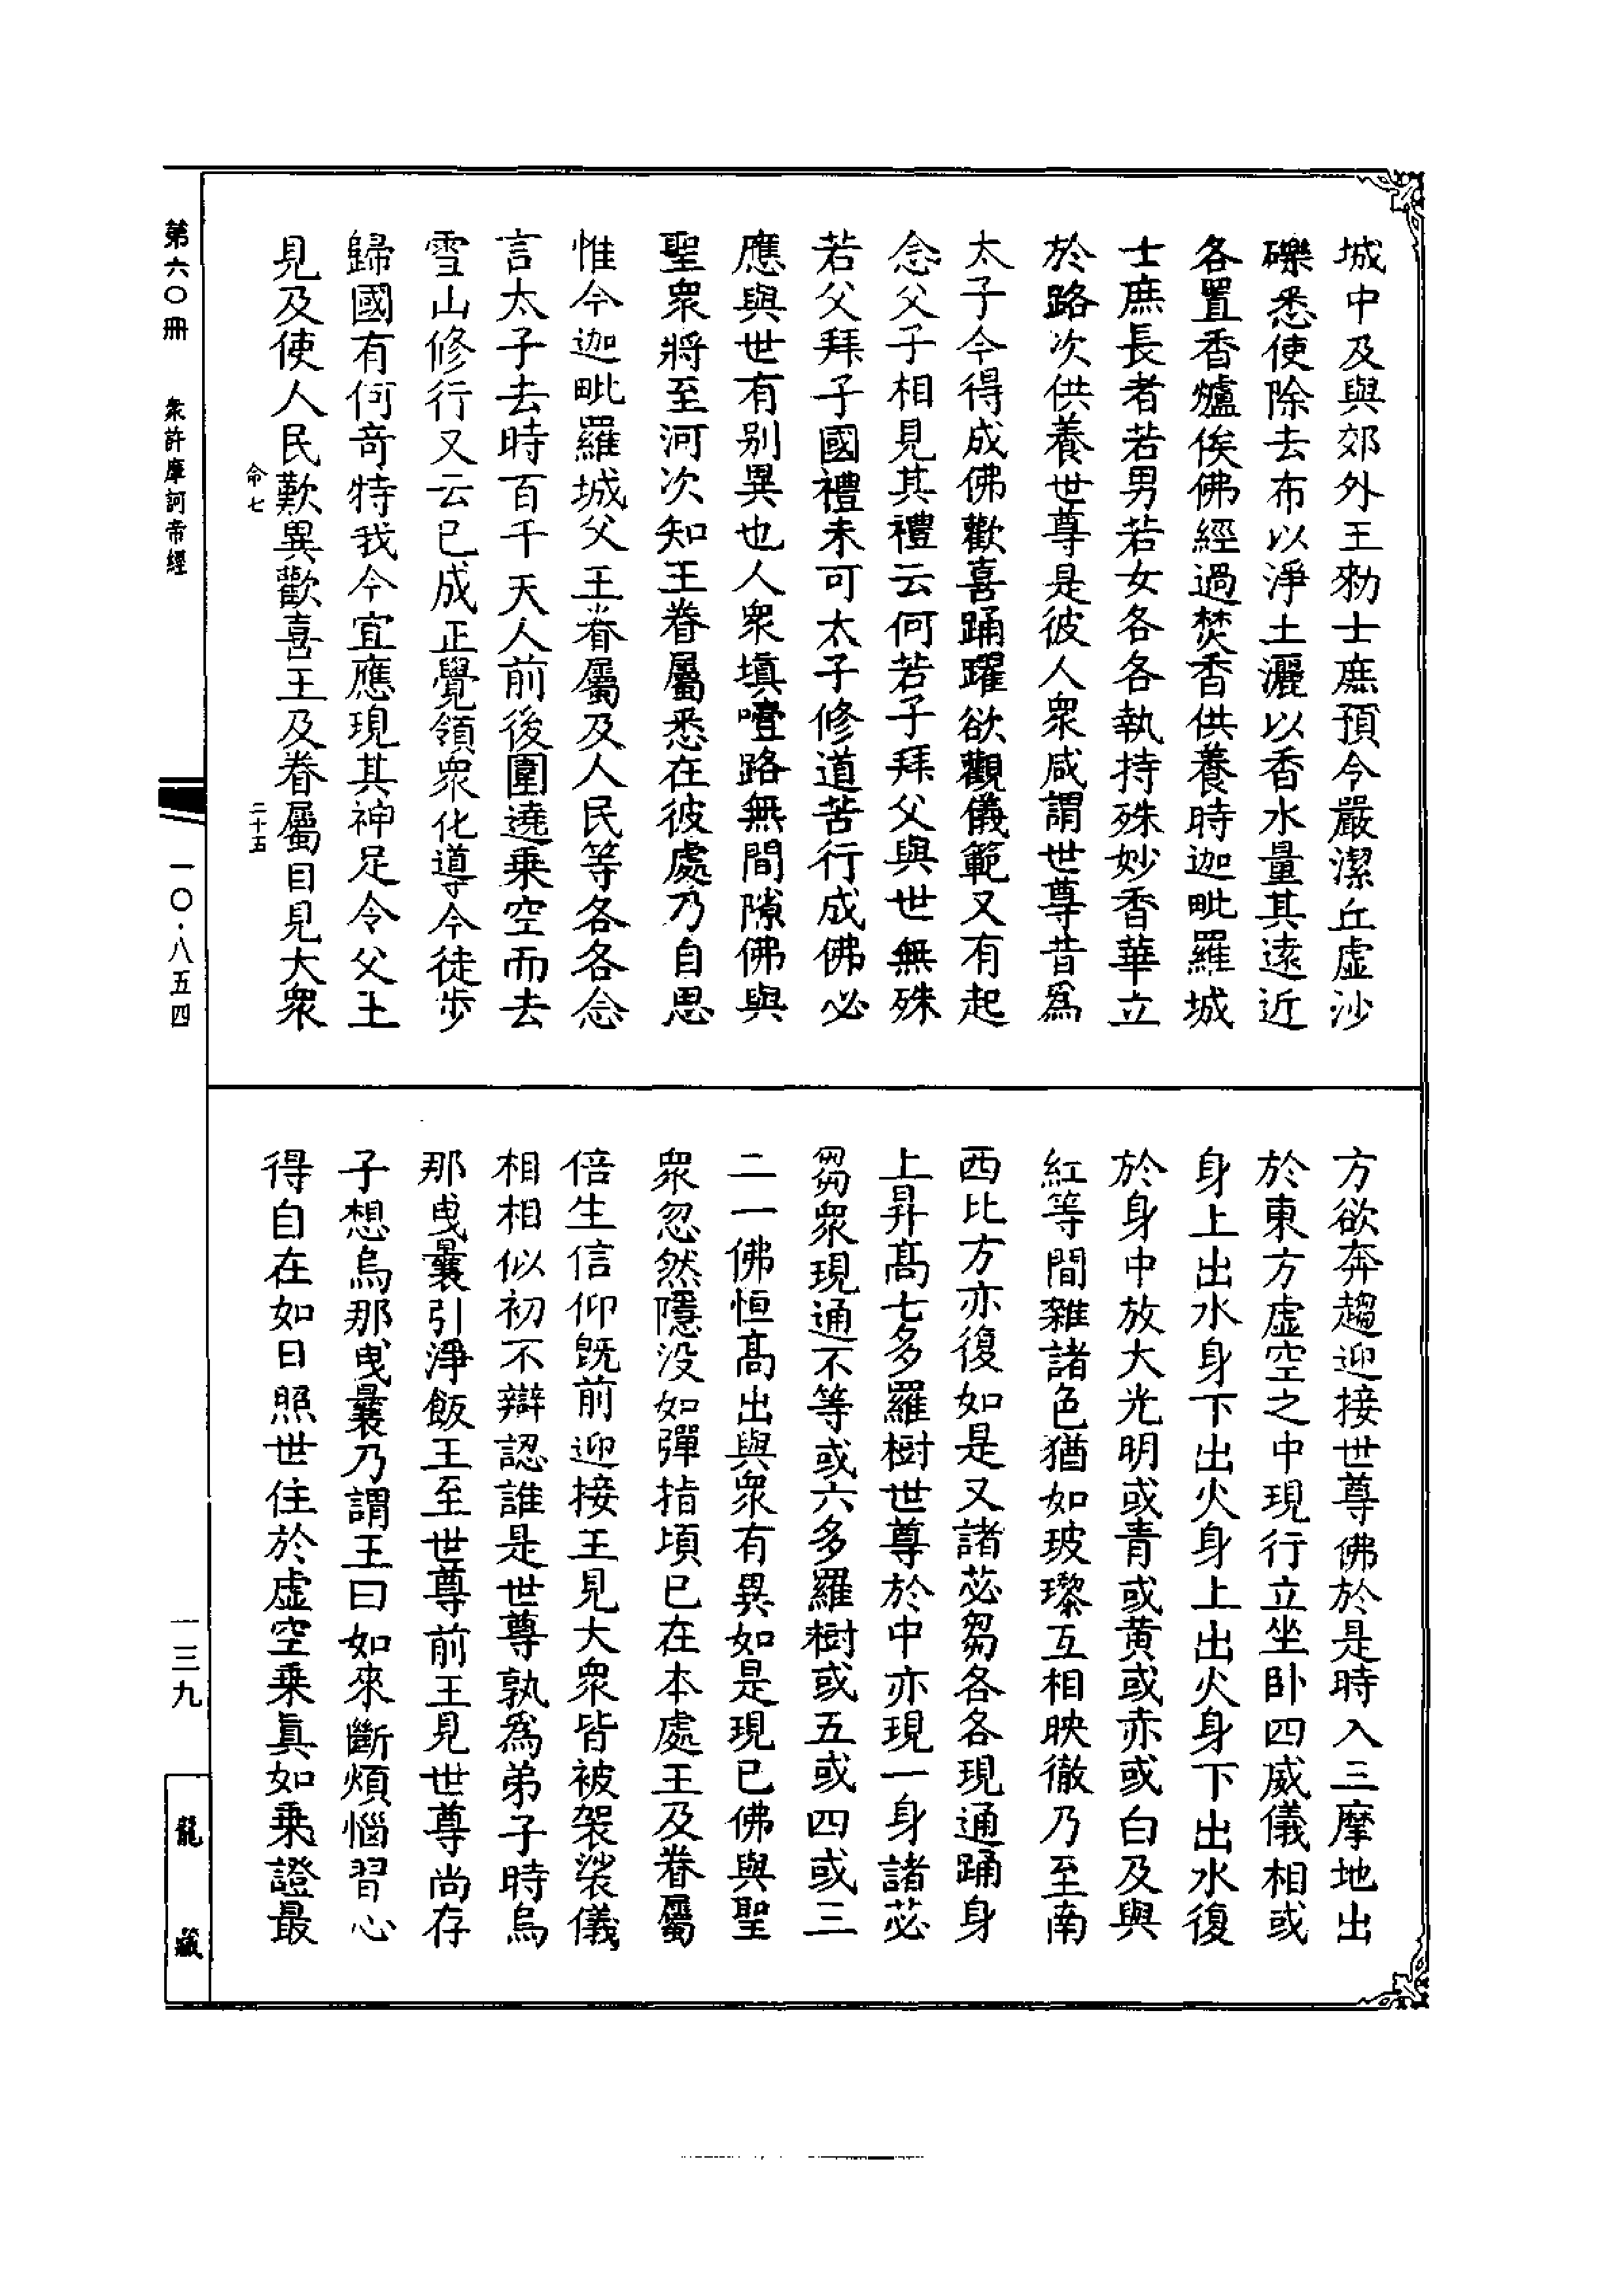 城中及與郊外王勑士庶預令嚴潔丘虛沙
礫悉使除去布以淨土灑以香水量其遠近
各置香爐俟佛經過焚香供養時迦毗羅城
士庶長者若男若女各各執持殊妙香華立
於路次供養世尊是彼人衆咸謂世尊昔爲
太子今得成佛歡喜踊躍欲觀儀範又有起
念父子相見其禮云何若子拜父與世無殊
若父拜子國禮未可太子修道苦行成佛必
應與世有別異也人衆塡噎路無間隙佛與
聖衆將至河次知王眷屬悉在彼處乃自思
惟今迦毗羅城父王眷屬及人民等各各念
言太子去時百千天人前後圍遶乘空而去
雪山修行又云已成正覺領衆化導今徒步
歸國有何奇特我今宜應現其神足令父王
見及使人民歎異歡喜王及眷屬目見大衆
命七
二十五
方欲奔趨迎接世尊佛於是時入三摩地出
於東方虛空之中現行立坐卧四威儀相或
身上出水身下出火身上出火身下出水復
於身中放大光明或青或黃或赤或白及與
紅等間雜諸色猶如玻瓈互相映徹乃至南
西北方亦復如是又諸苾芻各各現通踊身
上昇髙七多羅樹世尊於中亦現一身諸苾
芻衆現通不等或六多羅樹或五或四或三
二一佛恒髙出與衆有異如是現已佛與聖
衆忽然隱没如彈指頃已在本處王及眷屬
倍生信仰旣前迎接王見大衆皆被袈裟儀
相相似初不辯認誰是世尊孰爲弟子時烏
那曵曩引淨飯王至世尊前王見世尊尚存
子想烏那曵曩乃謂王曰如來斷煩惱習心
得自在如日照世住於虛空乘眞如乘證最
第六〇冊
衆許摩訶帝經
一〇·八五四
一三九
龍藏